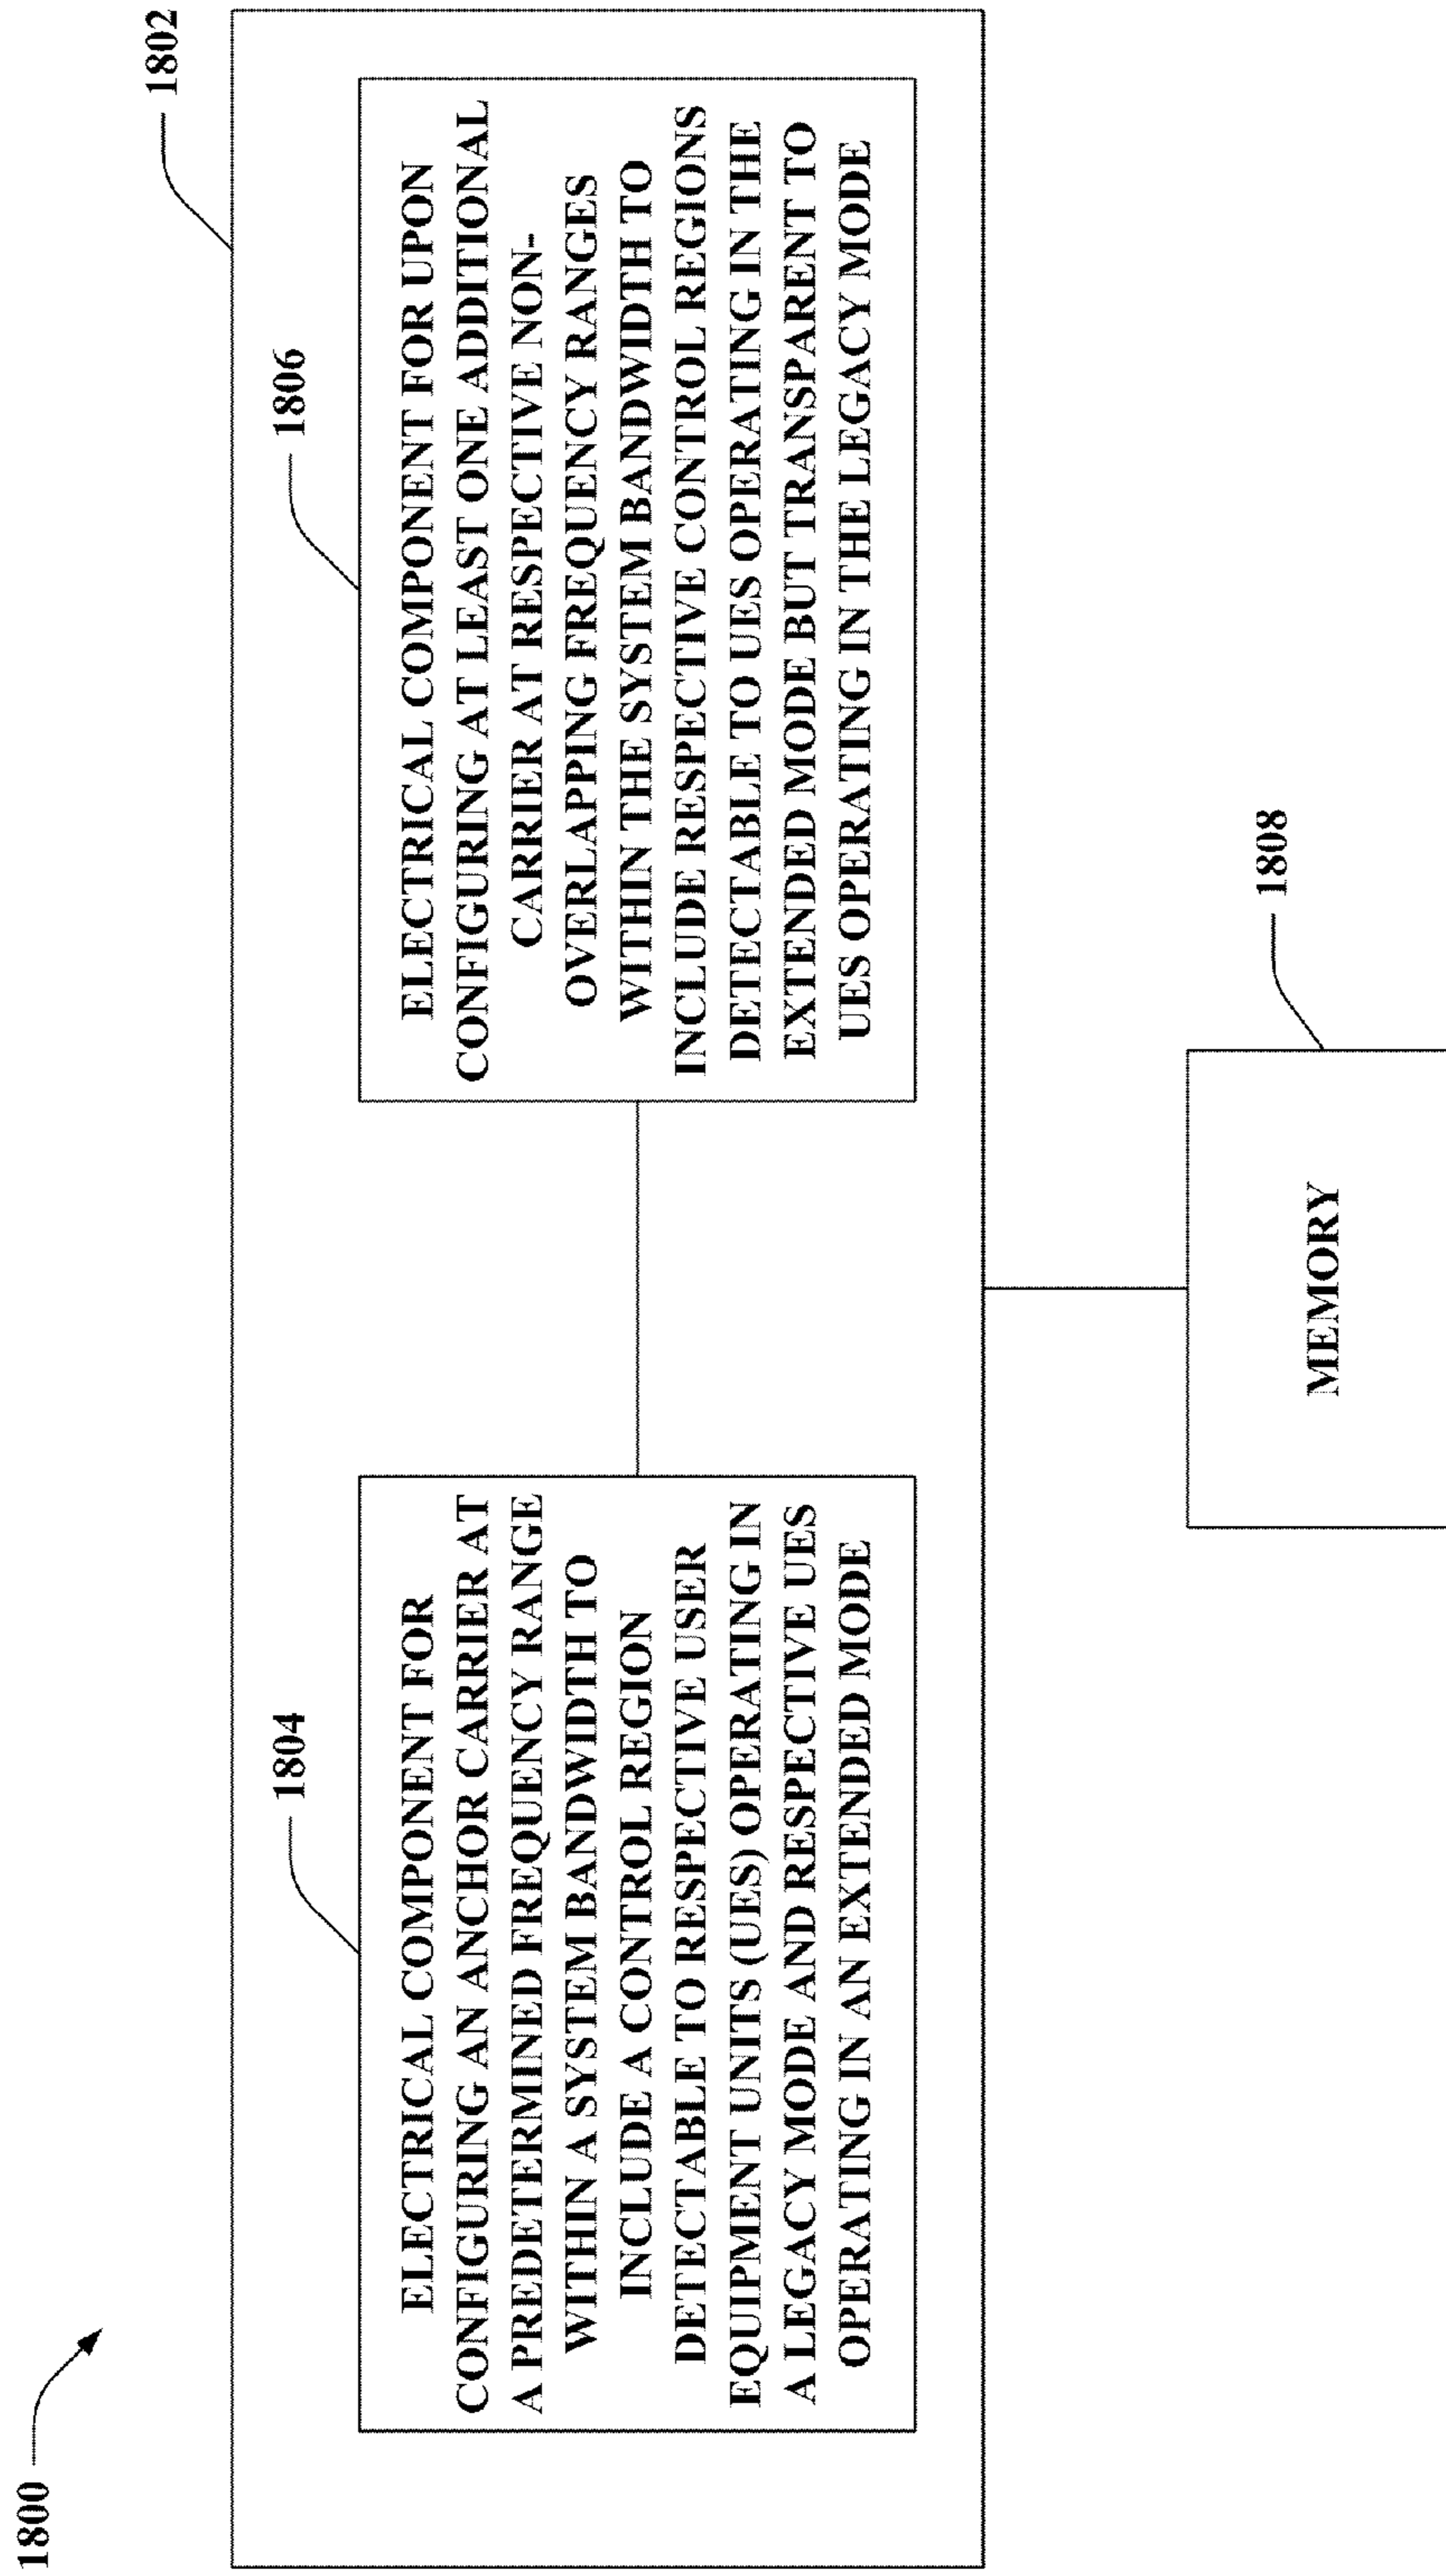 1800
1802
1804
ELECTRICAL COMPONENT FOR
CONFIGURING AN ANCHOR CARRIER AT
A PREDETERMINED FREQUENCY RANGE
WITHIN A SYSTEM BANDWIDTH TO
INCLUDE A CONTROL REGION
DETECTABLE TO RESPECTIVE USER
EQUIPMENT UNITS (UES) OPERATING IN
A LEGACY MODE AND RESPECTIVE UES
OPERATING IN AN EXTENDED MODE
1806
ELECTRICAL COMPONENT FOR UPON
CONFIGURING AT LEAST ONE ADDITIONAL
CARRIER AT RESPECTIVE NON-
OVERLAPPING FREQUENCY RANGES
WITHIN THE SYSTEM BANDWIDTH TO
INCLUDE RESPECTIVE CONTROL REGIONS
DETECTABLE TO UES OPERATING IN THE
EXTENDED MODE BUT TRANSPARENT TO
UES OPERATING IN THE LEGACY MODE
1808
MEMORY